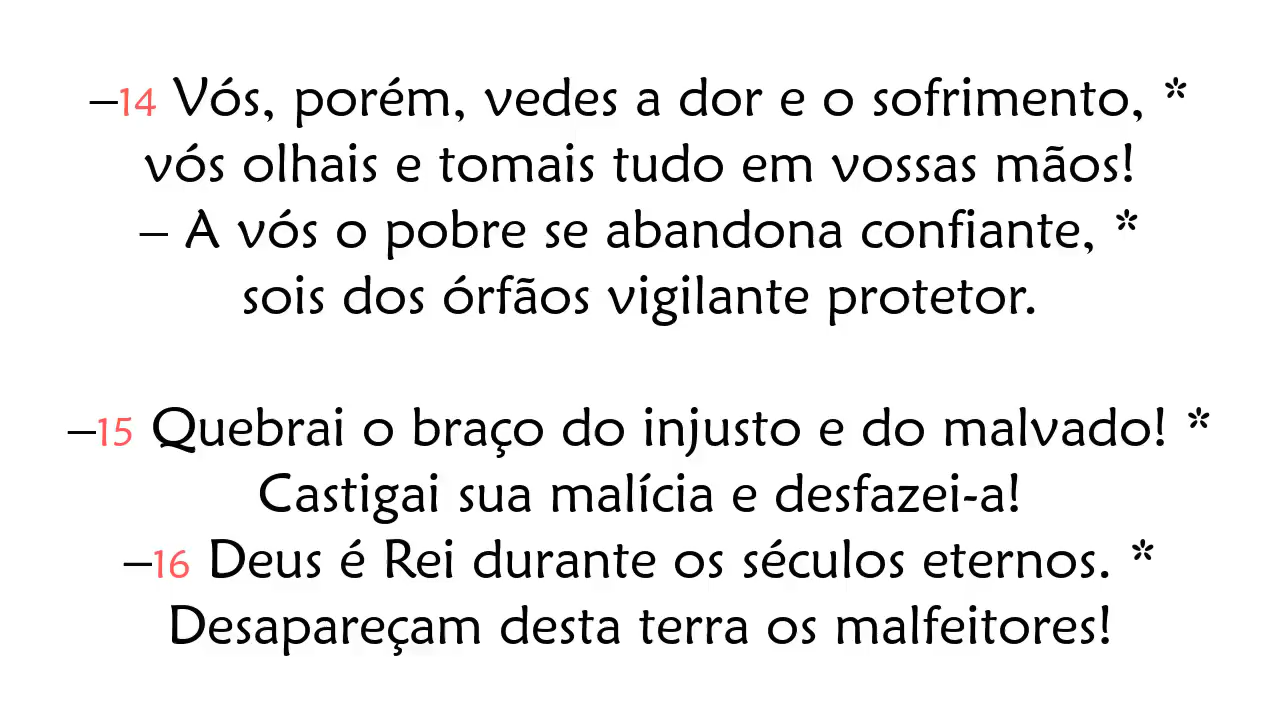 –14 Vós, porém, vedes a dor e o sofrimento, *
vós olhais e tomais tudo em vossas mãos!
– A vós o pobre se abandona confiante, *
sois dos órfãos vigilante protetor.
–15 Quebrai o braço do injusto e do malvado! *
Castigai sua malícia e desfazei-a!
–16 Deus é Rei durante os séculos eternos. *
Desapareçam desta terra os malfeitores!